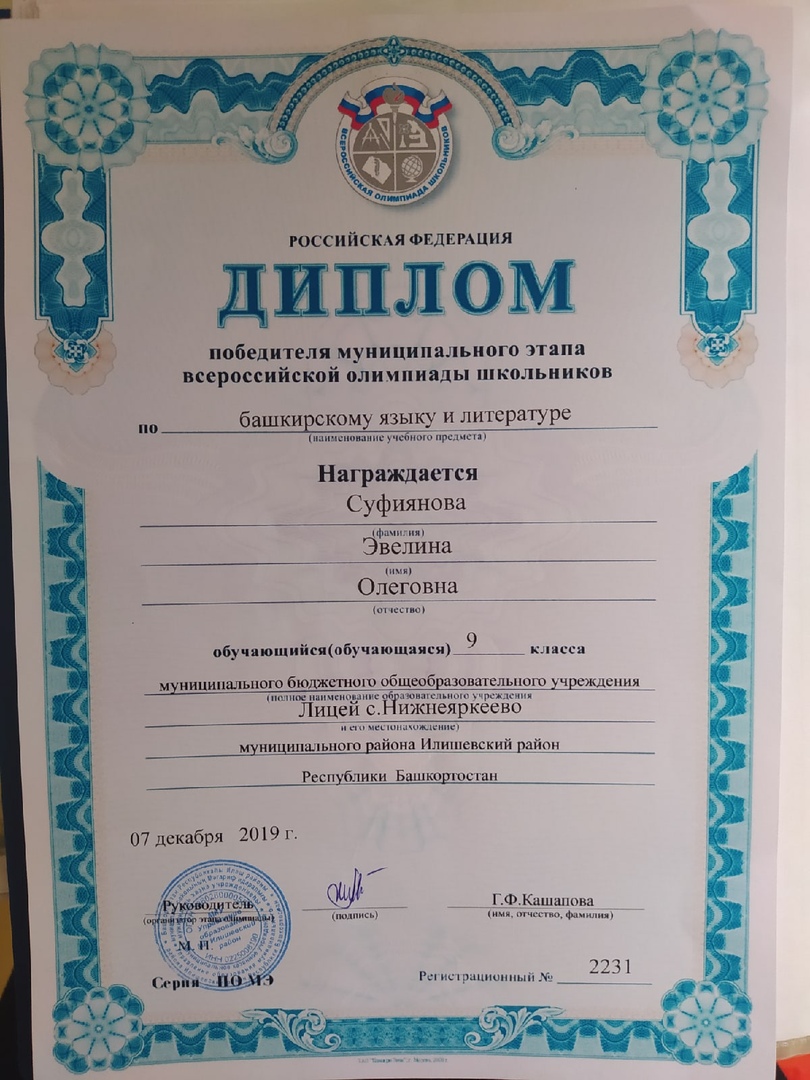 ВСЕРОССИЙСКАЯ ОЛИМПИАДА ШКОЛЬНИКОВ
РОССИЙСКАЯ ФЕДЕРАЦИЯ
ДИПЛОМ
победителя муниципального этапа
всероссийской олимпиады школьников
по башкирскому языку и литературе
(наименование учебного предмета)
Награждается
Суфиянова
(фамилия)
Эвелина
(имя)
Олеговна
(отчество)
обучающийся(обучающаяся) 9 класса
муниципального бюджетного общеобразовательного учреждения
(полное наименование образовательного учреждения
Лицей с.Нижнеяркеево
и его местонахождение)
муниципального района Илишевский район
Республики Башкортостан
07 декабря 2019 г.
Руководитель Г.Ф.Кашапова
(организатор этапа олимпиады) (подпись) (имя, отчество, фамилия)
М. П.
Серия ПО МЭ Регистрационный № 2231